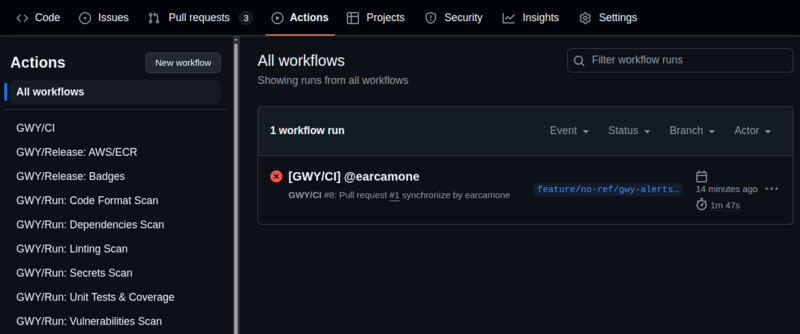 Code Issues Pull requests 3 Actions Projects Security Insights Settings
Actions
New workflow
All workflows
GWY/CI
GWY/Release: AWS/ECR
GWY/Release: Badges
GWY/Run: Code Format Scan
GWY/Run: Dependencies Scan
GWY/Run: Linting Scan
GWY/Run: Secrets Scan
GWY/Run: Unit Tests & Coverage
GWY/Run: Vulnerabilities Scan
All workflows
Showing runs from all workflows
Filter workflow runs
1 workflow run
Event Status Branch Actor
[GWY/CI] @earcamone
GWY/CI #8: Pull request #1 synchronize by earcamone
feature/no-ref/gwy-alerts…
14 minutes ago
1m 47s